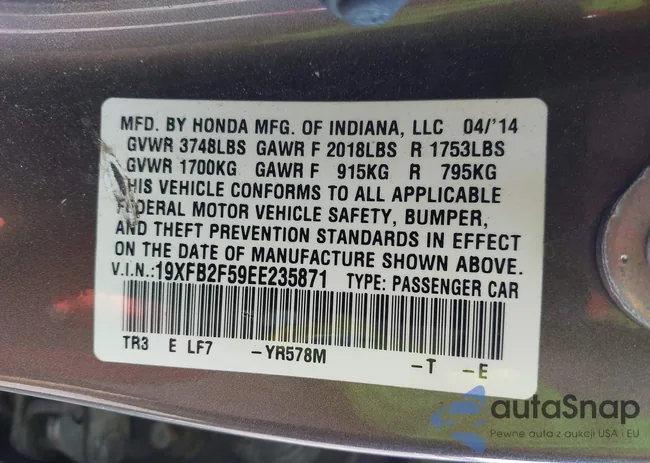 MFD. BY HONDA MFG. OF INDIANA, LLC 04/'14
GVWR 3748LBS GAWR F 2018LBS R 1753LBS
GVWR 1700KG GAWR F 915KG R 795KG
THIS VEHICLE CONFORMS TO ALL APPLICABLE
FEDERAL MOTOR VEHICLE SAFETY, BUMPER,
AND THEFT PREVENTION STANDARDS IN EFFECT
ON THE DATE OF MANUFACTURE SHOWN ABOVE.
V.I.N.:19XFB2F59EE235871 TYPE: PASSENGER CAR
TR3 E LF7 -YR578M -T -E
autaSnap
Pewne auta z aukcji USA i EU